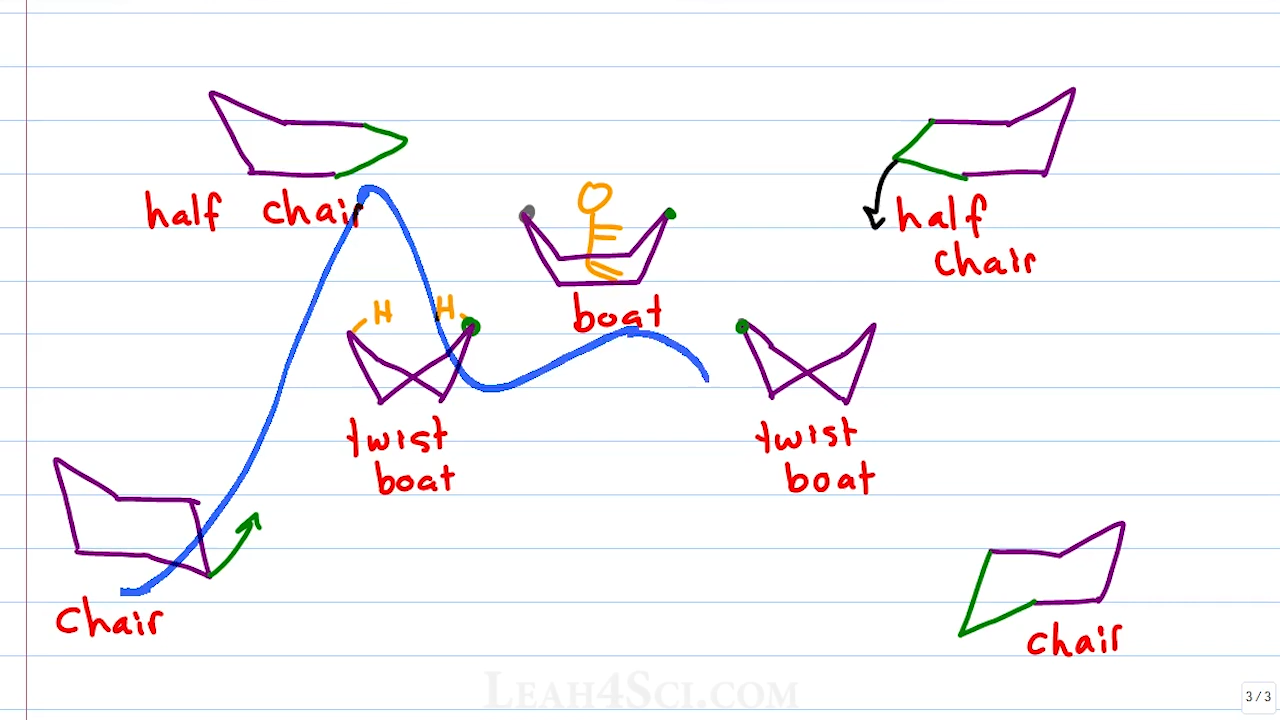 half chair
half
chair
H H
boat
twist
boat
twist
boat
Chair
chair
LEAH4SCI.COM
3/3